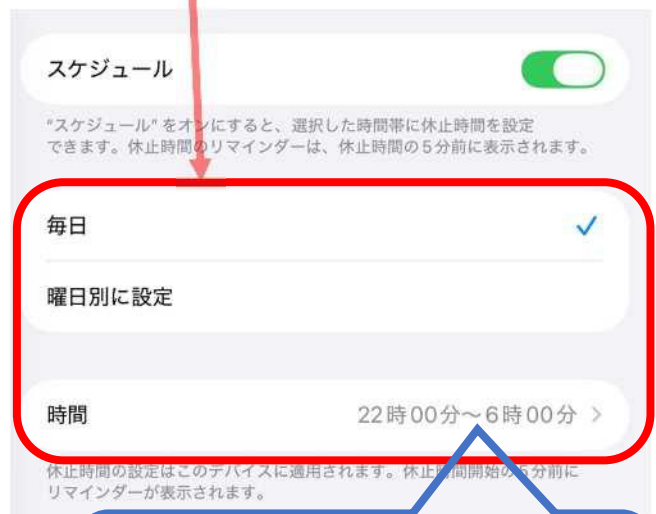 スケジュール
"スケジュール" をオンにすると、選択した時間帯に休止時間を設定
できます。休止時間のリマインダーは、休止時間の5分前に表示されます。
毎日
曜日別に設定
時間
22時00分～6時00分
休止時間の設定はこのデバイスに適用されます。休止時間開始の5分前に
リマインダーが表示されます。